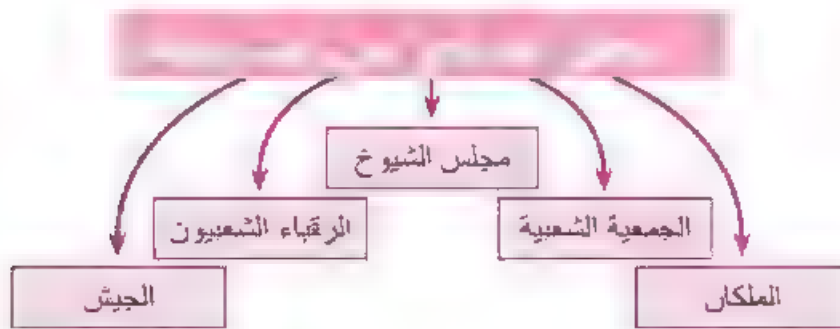 مجلس الشيوخ
الجمعية الشعبية
الرقباء الشعبيون
الملكان
الجيش